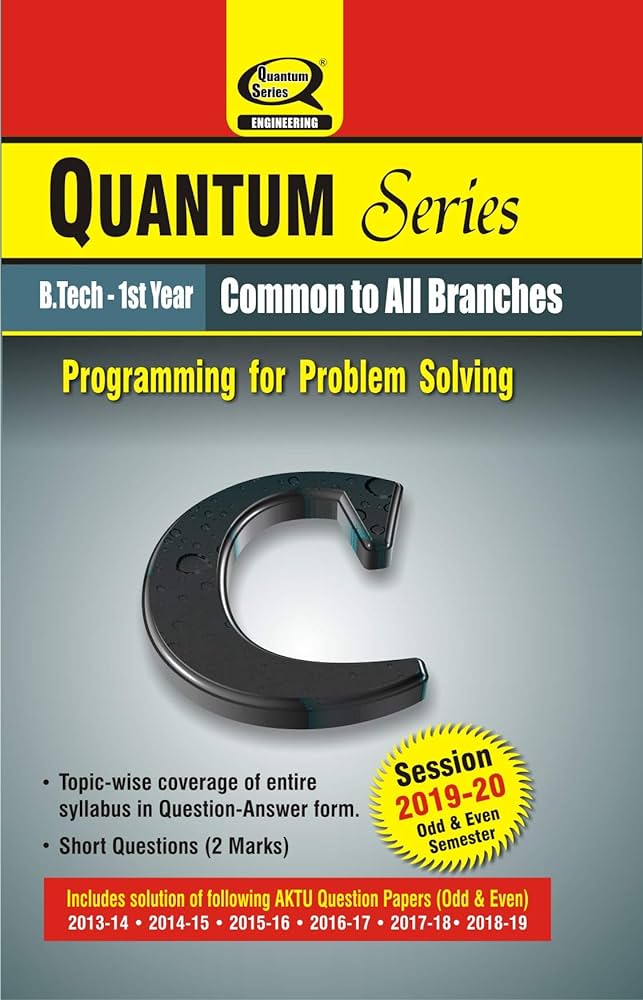 Quantum
Series
®
ENGINEERING
QUANTUM Series
B.Tech - 1st Year Common to All Branches
Programming for Problem Solving
C
• Topic-wise coverage of entire
syllabus in Question-Answer form.
• Short Questions (2 Marks)
Session
2019-20
Odd & Even
Semester
Includes solution of following AKTU Question Papers (Odd & Even)
2013-14 • 2014-15 • 2015-16 • 2016-17 • 2017-18 • 2018-19